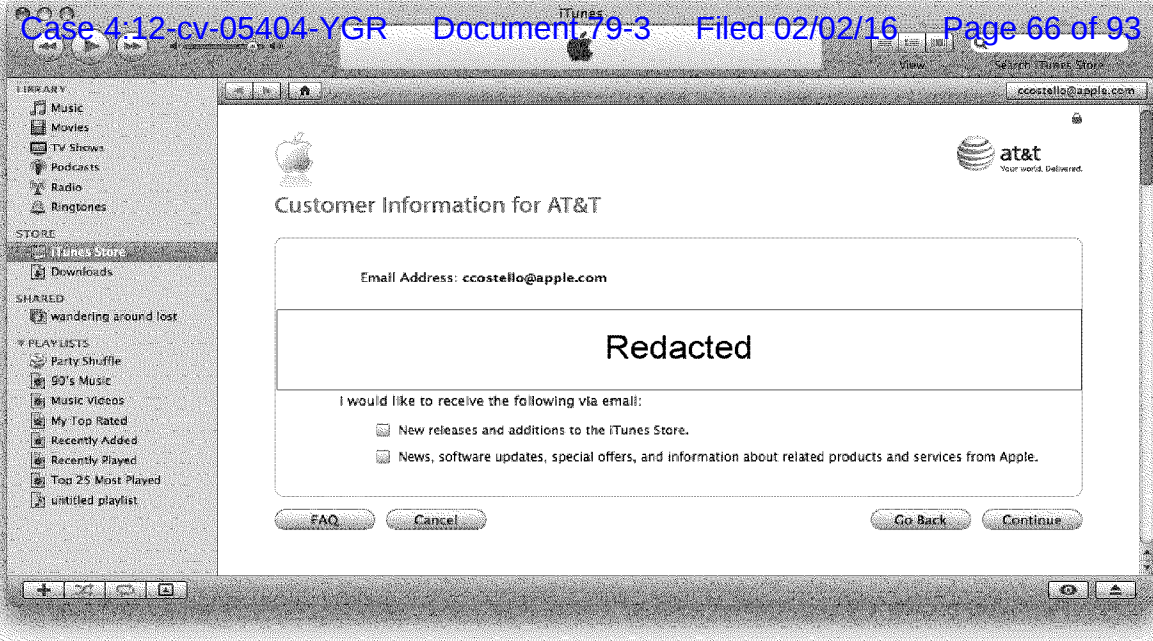 iTunes
Case 4:12-cv-05404-YGR Document 79-3 Filed 02/02/16 Page 66 of 93
View
Search iTunes Store
LIBRARY
Music
Movies
TV Shows
Podcasts
Radio
Ringtones
STORE
iTunes Store
Downloads
SHARED
wandering around lost
PLAYLISTS
Party Shuffle
90's Music
Music Videos
My Top Rated
Recently Added
Recently Played
Top 25 Most Played
untitled playlist
ccostello@apple.com
at&t
Your world. Delivered.
Customer Information for AT&T
Email Address: ccostello@apple.com
Redacted
I would like to receive the following via email:
New releases and additions to the iTunes Store.
News, software updates, special offers, and information about related products and services from Apple.
FAQ
Cancel
Go Back
Continue